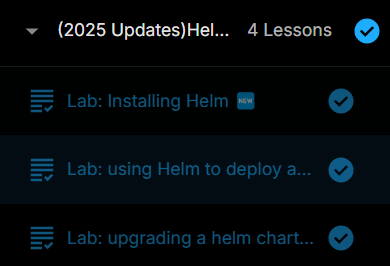 (2025 Updates)Hel... 4 Lessons
Lab: Installing Helm NEW
Lab: using Helm to deploy a...
Lab: upgrading a helm chart...